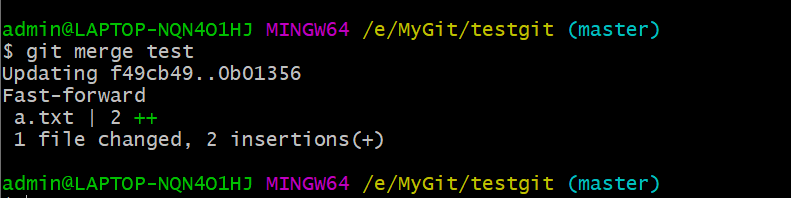 admin@LAPTOP-NQN4O1HJ MINGW64 /e/MyGit/testgit (master)
$ git merge test
Updating f49cb49..0b01356
Fast-forward
 a.txt | 2 ++
 1 file changed, 2 insertions(+)
admin@LAPTOP-NQN4O1HJ MINGW64 /e/MyGit/testgit (master)